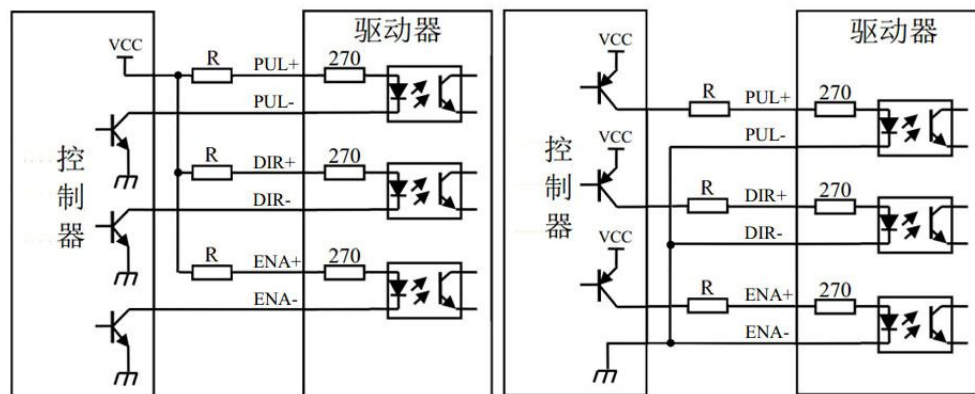 驱动器
VCC
R
PUL+
270
PUL-
控制器
R
DIR+
270
DIR-
R
ENA+
270
ENA-
驱动器
VCC
R
PUL+
270
PUL-
控制器
VCC
R
DIR+
270
DIR-
VCC
R
ENA+
270
ENA-